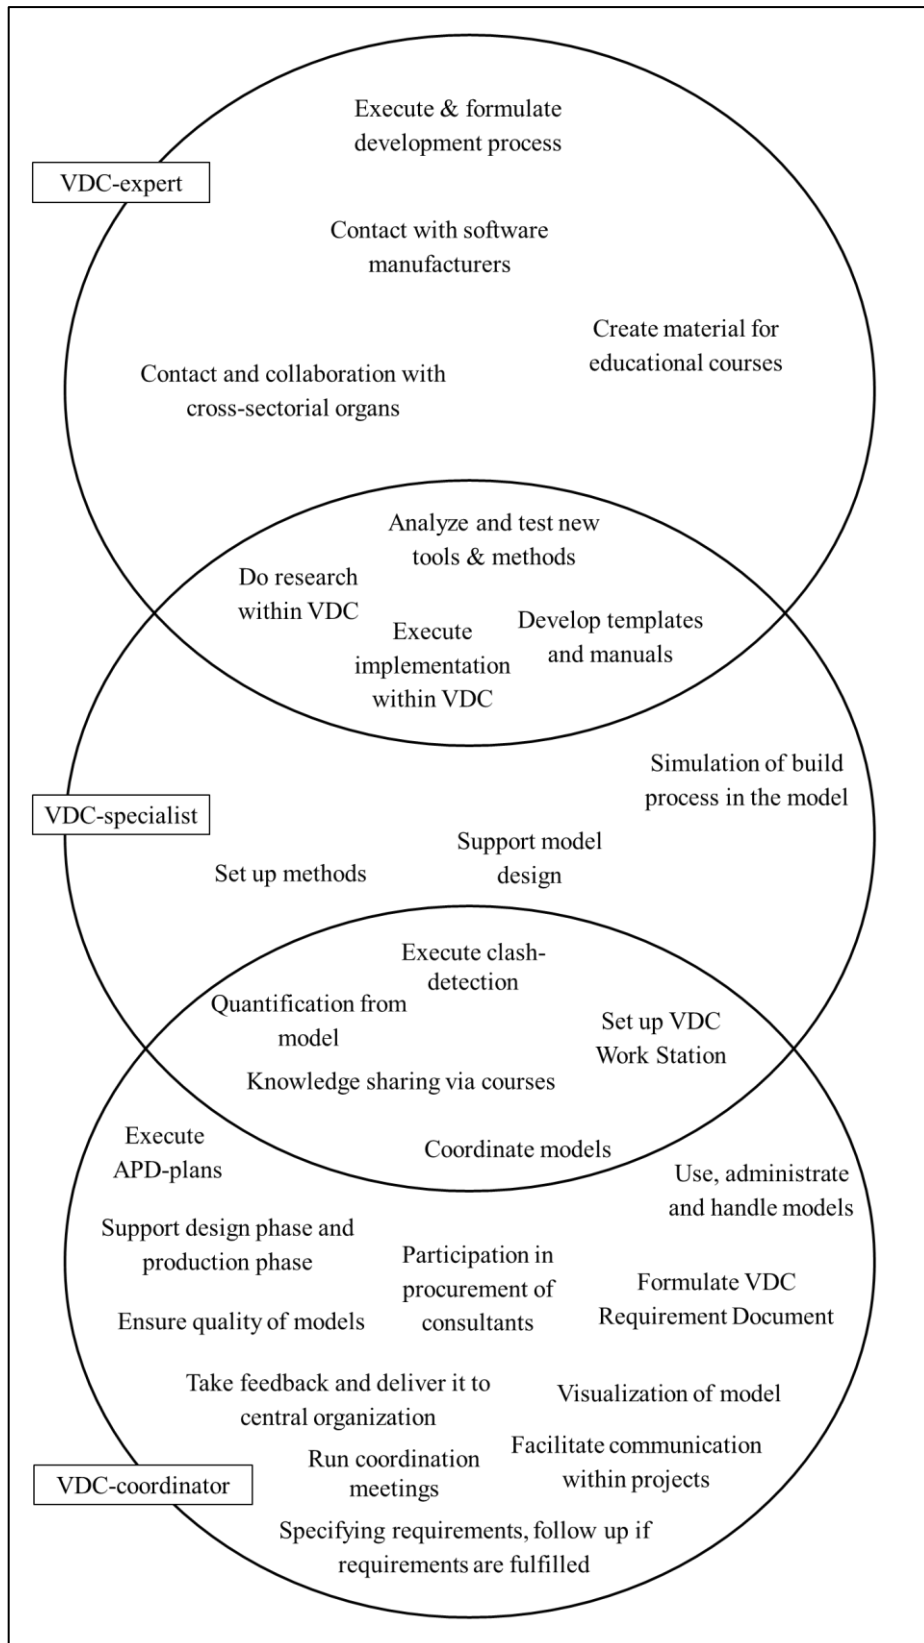 Execute & formulate
development process
VDC-expert
Contact with software
manufacturers
Create material for
educational courses
Contact and collaboration with
cross-sectorial organs
Analyze and test new
tools & methods
Do research
within VDC
Develop templates
and manuals
Execute
implementation
within VDC
Simulation of build
process in the model
VDC-specialist
Support model
design
Set up methods
Execute clash-
detection
Quantification from
model
Set up VDC
Work Station
Knowledge sharing via courses
Execute
APD-plans
Coordinate models
Use, administrate
and handle models
Support design phase and
production phase
Participation in
procurement of
consultants
Formulate VDC
Requirement Document
Ensure quality of models
Take feedback and deliver it to
central organization
Visualization of model
Run coordination
meetings
Facilitate communication
within projects
VDC-coordinator
Specifying requirements, follow up if
requirements are fulfilled